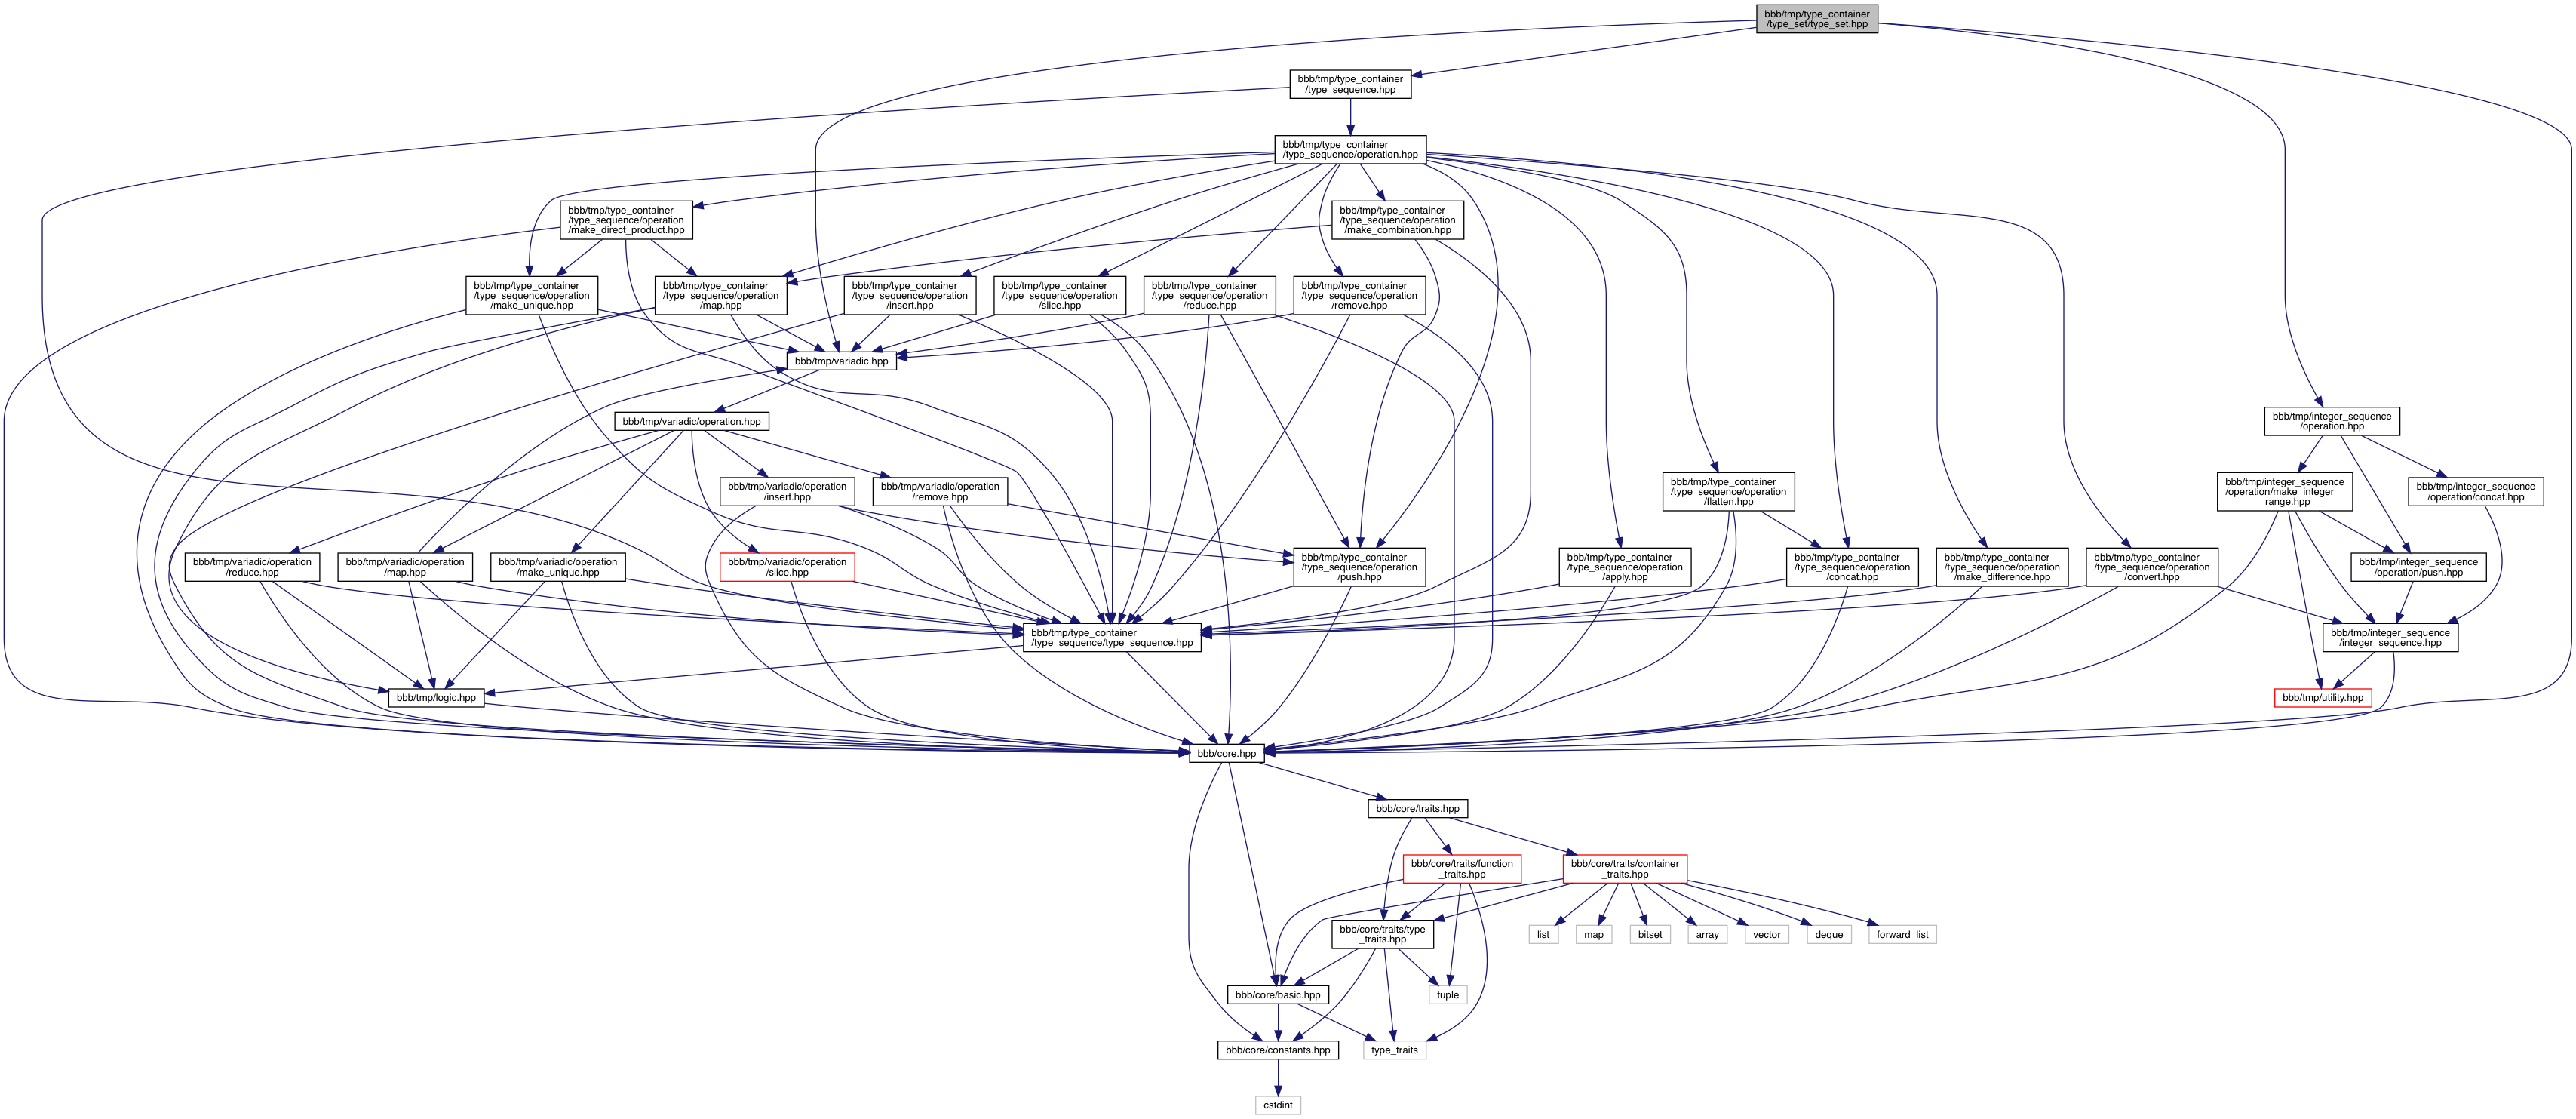 bbb/tmp/type_container
/type_set/type_set.hpp
bbb/tmp/type_container
/type_sequence.hpp
bbb/tmp/type_container
/type_sequence/operation.hpp
bbb/tmp/type_container
/type_sequence/operation
/make_direct_product.hpp
bbb/tmp/type_container
/type_sequence/operation
/make_combination.hpp
bbb/tmp/type_container
/type_sequence/operation
/make_unique.hpp
bbb/tmp/type_container
/type_sequence/operation
/map.hpp
bbb/tmp/type_container
/type_sequence/operation
/insert.hpp
bbb/tmp/type_container
/type_sequence/operation
/slice.hpp
bbb/tmp/type_container
/type_sequence/operation
/reduce.hpp
bbb/tmp/type_container
/type_sequence/operation
/remove.hpp
bbb/tmp/variadic.hpp
bbb/tmp/variadic/operation.hpp
bbb/tmp/integer_sequence
/operation.hpp
bbb/tmp/variadic/operation
/insert.hpp
bbb/tmp/variadic/operation
/remove.hpp
bbb/tmp/type_container
/type_sequence/operation
/flatten.hpp
bbb/tmp/integer_sequence
/operation/make_integer
_range.hpp
bbb/tmp/integer_sequence
/operation/concat.hpp
bbb/tmp/variadic/operation
/reduce.hpp
bbb/tmp/variadic/operation
/map.hpp
bbb/tmp/variadic/operation
/make_unique.hpp
bbb/tmp/variadic/operation
/slice.hpp
bbb/tmp/type_container
/type_sequence/operation
/push.hpp
bbb/tmp/type_container
/type_sequence/operation
/apply.hpp
bbb/tmp/type_container
/type_sequence/operation
/concat.hpp
bbb/tmp/type_container
/type_sequence/operation
/make_difference.hpp
bbb/tmp/type_container
/type_sequence/operation
/convert.hpp
bbb/tmp/integer_sequence
/operation/push.hpp
bbb/tmp/type_container
/type_sequence/type_sequence.hpp
bbb/tmp/integer_sequence
/integer_sequence.hpp
bbb/tmp/logic.hpp
bbb/tmp/utility.hpp
bbb/core.hpp
bbb/core/traits.hpp
bbb/core/traits/function
_traits.hpp
bbb/core/traits/container
_traits.hpp
bbb/core/traits/type
_traits.hpp
list
map
bitset
array
vector
deque
forward_list
bbb/core/basic.hpp
tuple
bbb/core/constants.hpp
type_traits
cstdint